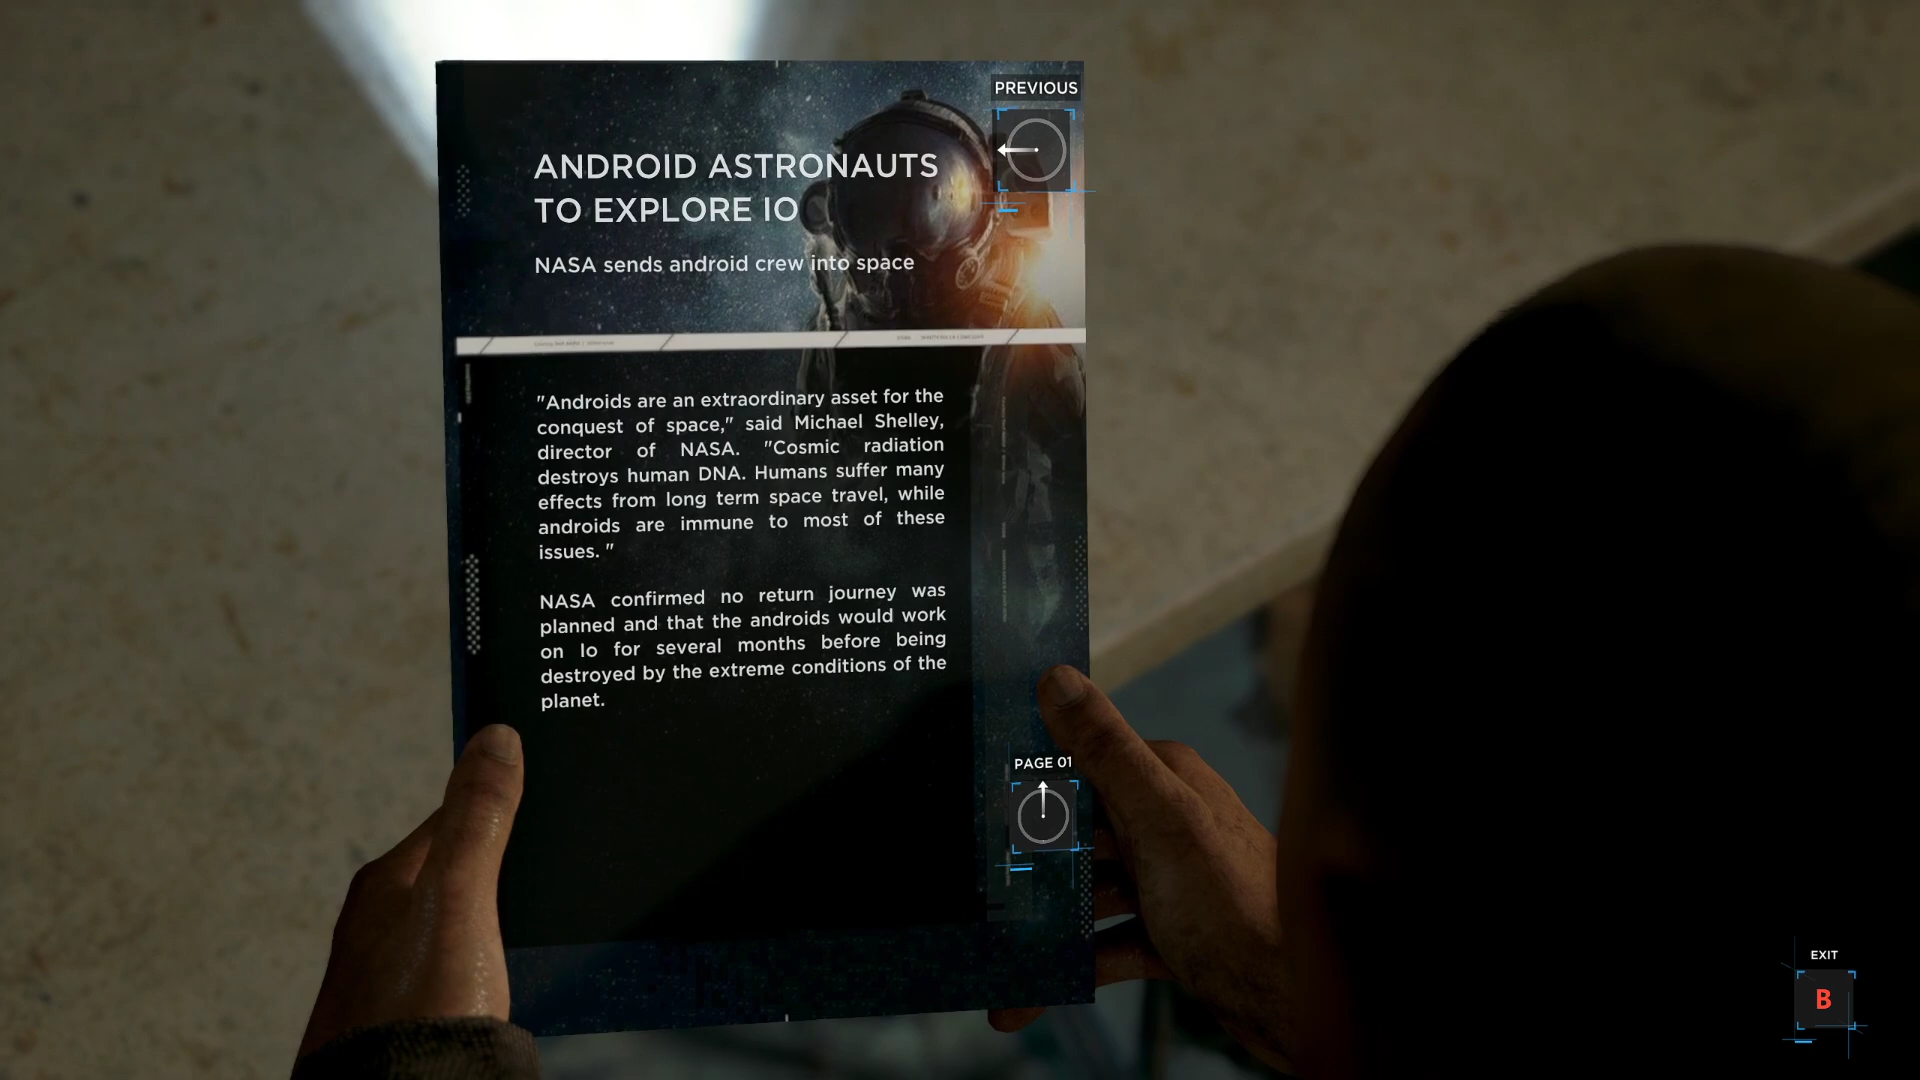 PREVIOUS
ANDROID ASTRONAUTS
TO EXPLORE IO
NASA sends android crew into space
"Androids are an extraordinary asset for the
conquest of space," said Michael Shelley,
director of NASA. "Cosmic radiation
destroys human DNA. Humans suffer many
effects from long term space travel, while
androids are immune to most of these
issues. "
NASA confirmed no return journey was
planned and that the androids would work
on Io for several months before being
destroyed by the extreme conditions of the
planet.
PAGE 01
EXIT
B